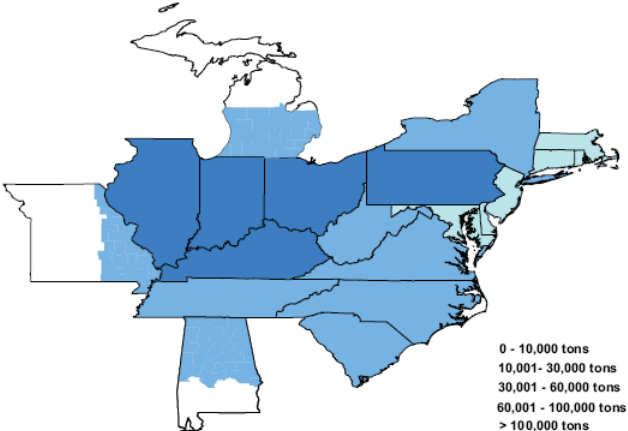 0 - 10,000 tons
10,001- 30,000 tons
30,001 - 60,000 tons
60,001 - 100,000 tons
> 100,000 tons